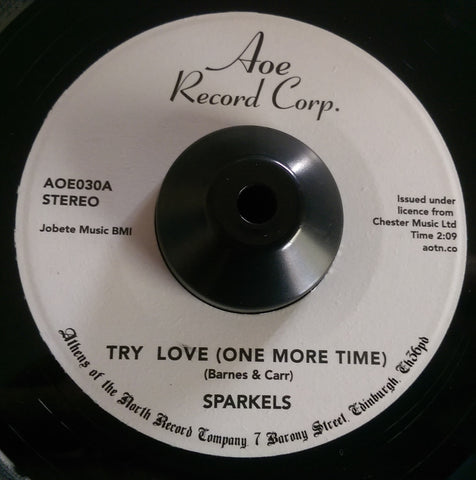 Aoe
Record Corp.
AOE030A
STEREO
Jobete Music BMI
Issued under
licence from
Chester Music Ltd
Time 2:09
aotn.co
TRY LOVE (ONE MORE TIME)
(Barnes & Carr)
SPARKELS
Athens of the North Record Company. 7 Barony Street. Edinburgh. Eh36pd